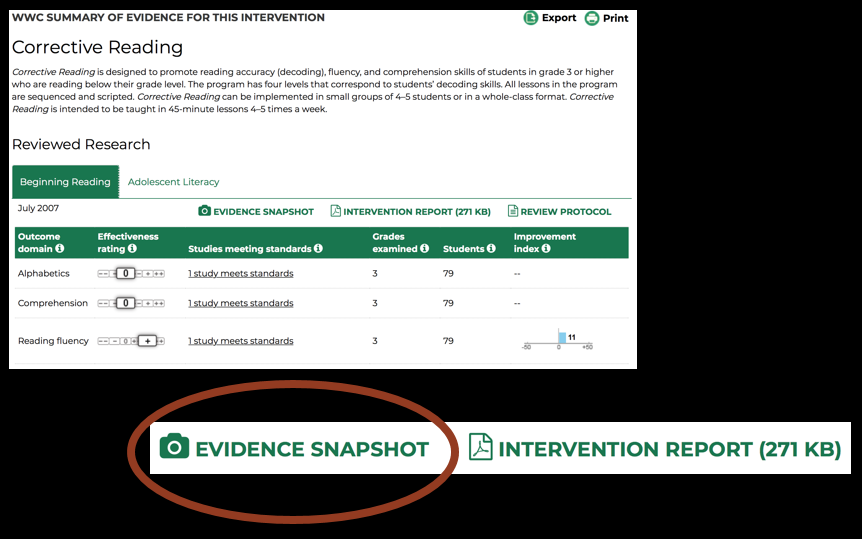 WWC SUMMARY OF EVIDENCE FOR THIS INTERVENTION
Export Print
Corrective Reading
Corrective Reading is designed to promote reading accuracy (decoding), fluency, and comprehension skills of students in grade 3 or higher
who are reading below their grade level. The program has four levels that correspond to students' decoding skills. All lessons in the program
are sequenced and scripted. Corrective Reading can be implemented in small groups of 4–5 students or in a whole-class format. Corrective
Reading is intended to be taught in 45-minute lessons 4–5 times a week.
Reviewed Research
Beginning Reading Adolescent Literacy
July 2007
EVIDENCE SNAPSHOT INTERVENTION REPORT (271 KB) REVIEW PROTOCOL
Outcome domain Effectiveness rating Studies meeting standards Grades examined Students Improvement index
Alphabetics -- 0 + ++ 1 study meets standards 3 79 --
Comprehension -- 0 + ++ 1 study meets standards 3 79 --
Reading fluency -- - 0 + 1 study meets standards 3 79 11
-50 0 +50
EVIDENCE SNAPSHOT INTERVENTION REPORT (271 KB)